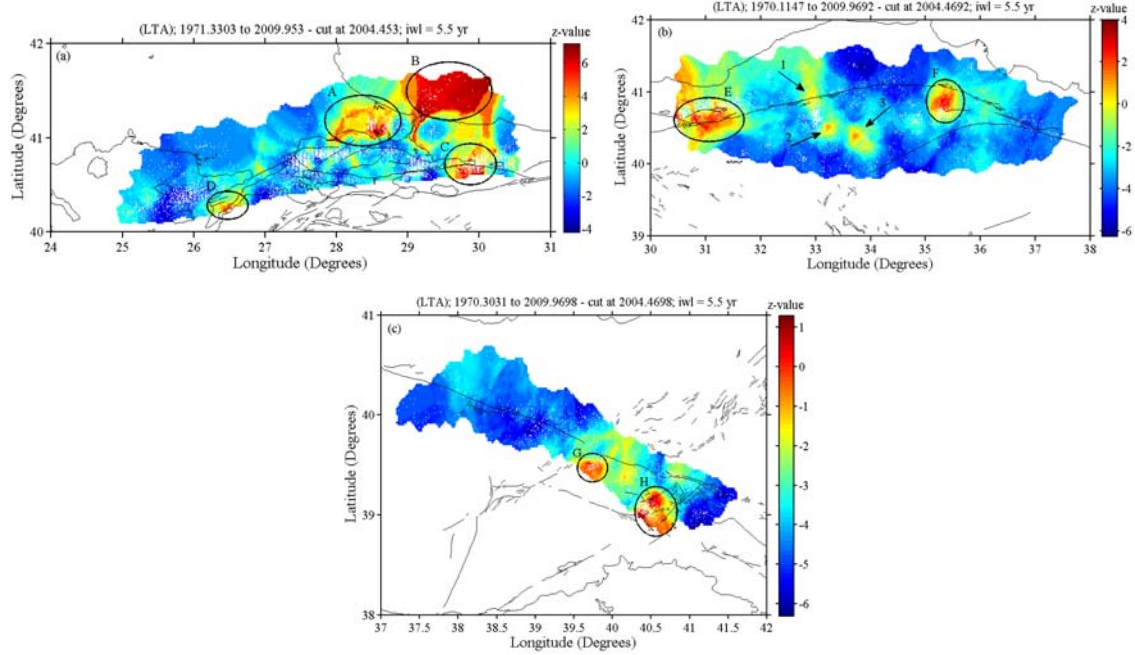 (LTA); 1971.3303 to 2009.953 - cut at 2004.453; iwl = 5.5 yr
z-value
(a)
A
B
C
D
Latitude (Degrees)
42
41
40
24
25
26
27
28
29
30
31
Longitude (Degrees)
6
4
2
0
-2
-4
(LTA); 1970.1147 to 2009.9692 - cut at 2004.4692; iwl = 5.5 yr
z-value
(b)
1
E
F
2
3
Latitude (Degrees)
42
41
40
30
31
32
33
34
35
36
37
38
Longitude (Degrees)
4
2
0
-2
-4
-6
(LTA); 1970.3031 to 2009.9698 - cut at 2004.4698; iwl = 5.5 yr
z-value
(c)
G
H
Latitude (Degrees)
41
40
39
38
37
37.5
38
38.5
39
39.5
40
40.5
41
41.5
42
Longitude (Degrees)
1
0
-1
-2
-3
-4
-5
-6